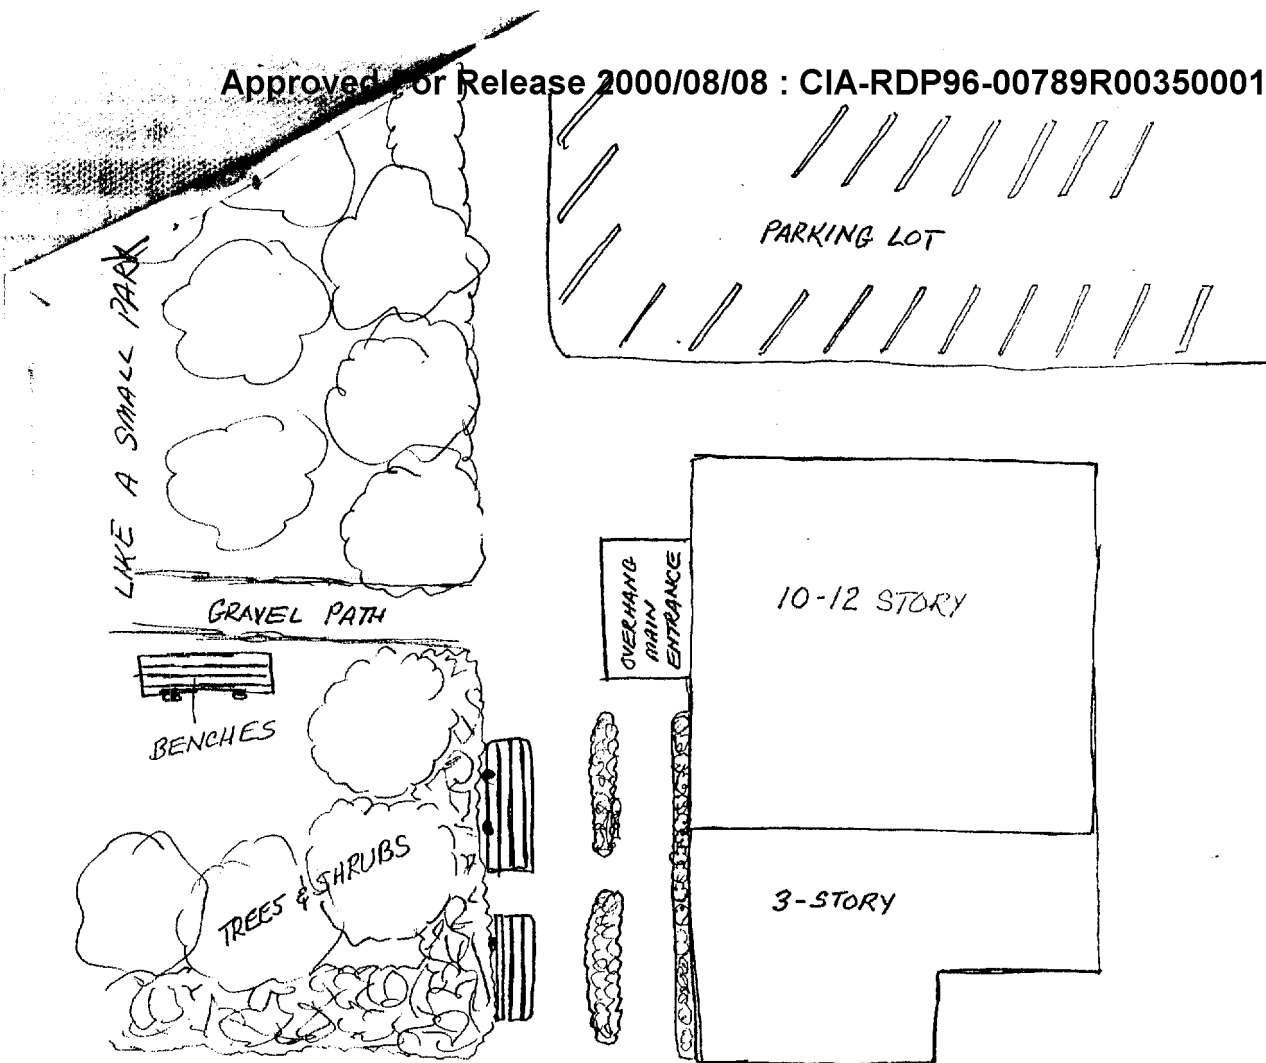 Approved For Release 2000/08/08 : CIA-RDP96-00789R00350001
PARKING LOT
LIKE A SMALL PARK
GRAVEL PATH
OVERHANG
MAIN
ENTRANCE
10-12 STORY
BENCHES
TREES & SHRUBS
3-STORY